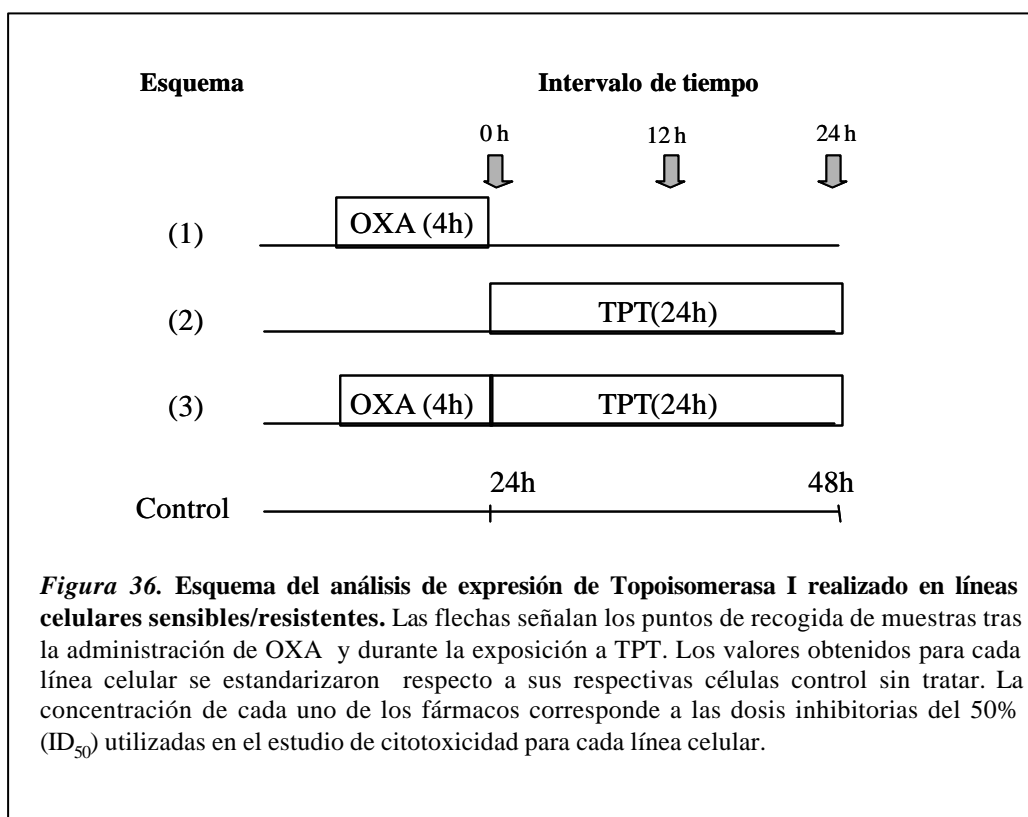 Esquema Intervalo de tiempo
0 h 12 h 24 h
(1) OXA (4h)
(2) TPT(24h)
(3) OXA (4h) TPT(24h)
24h 48h
Control
Figura 36. Esquema del análisis de expresión de Topoisomerasa I realizado en líneas
celulares sensibles/resistentes. Las flechas señalan los puntos de recogida de muestras tras
la administración de OXA y durante la exposición a TPT. Los valores obtenidos para cada
línea celular se estandarizaron respecto a sus respectivas células control sin tratar. La
concentración de cada uno de los fármacos corresponde a las dosis inhibitorias del 50%
(ID50) utilizadas en el estudio de citotoxicidad para cada línea celular.